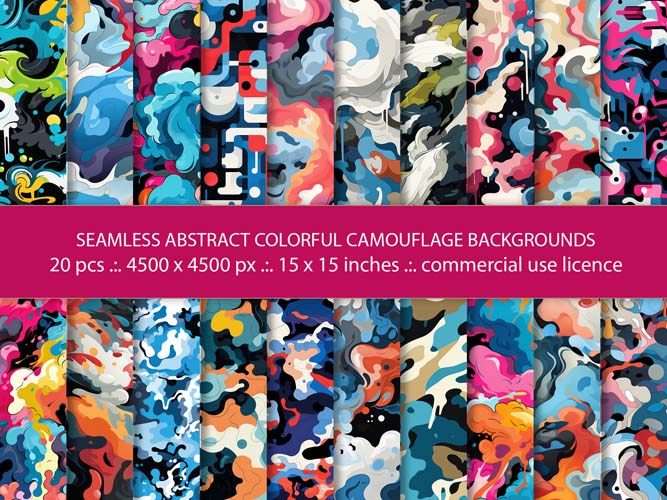 SEAMLESS ABSTRACT COLORFUL CAMOUFLAGE BACKGROUNDS
20 pcs .:. 4500 x 4500 px .:. 15 x 15 inches .:. commercial use licence